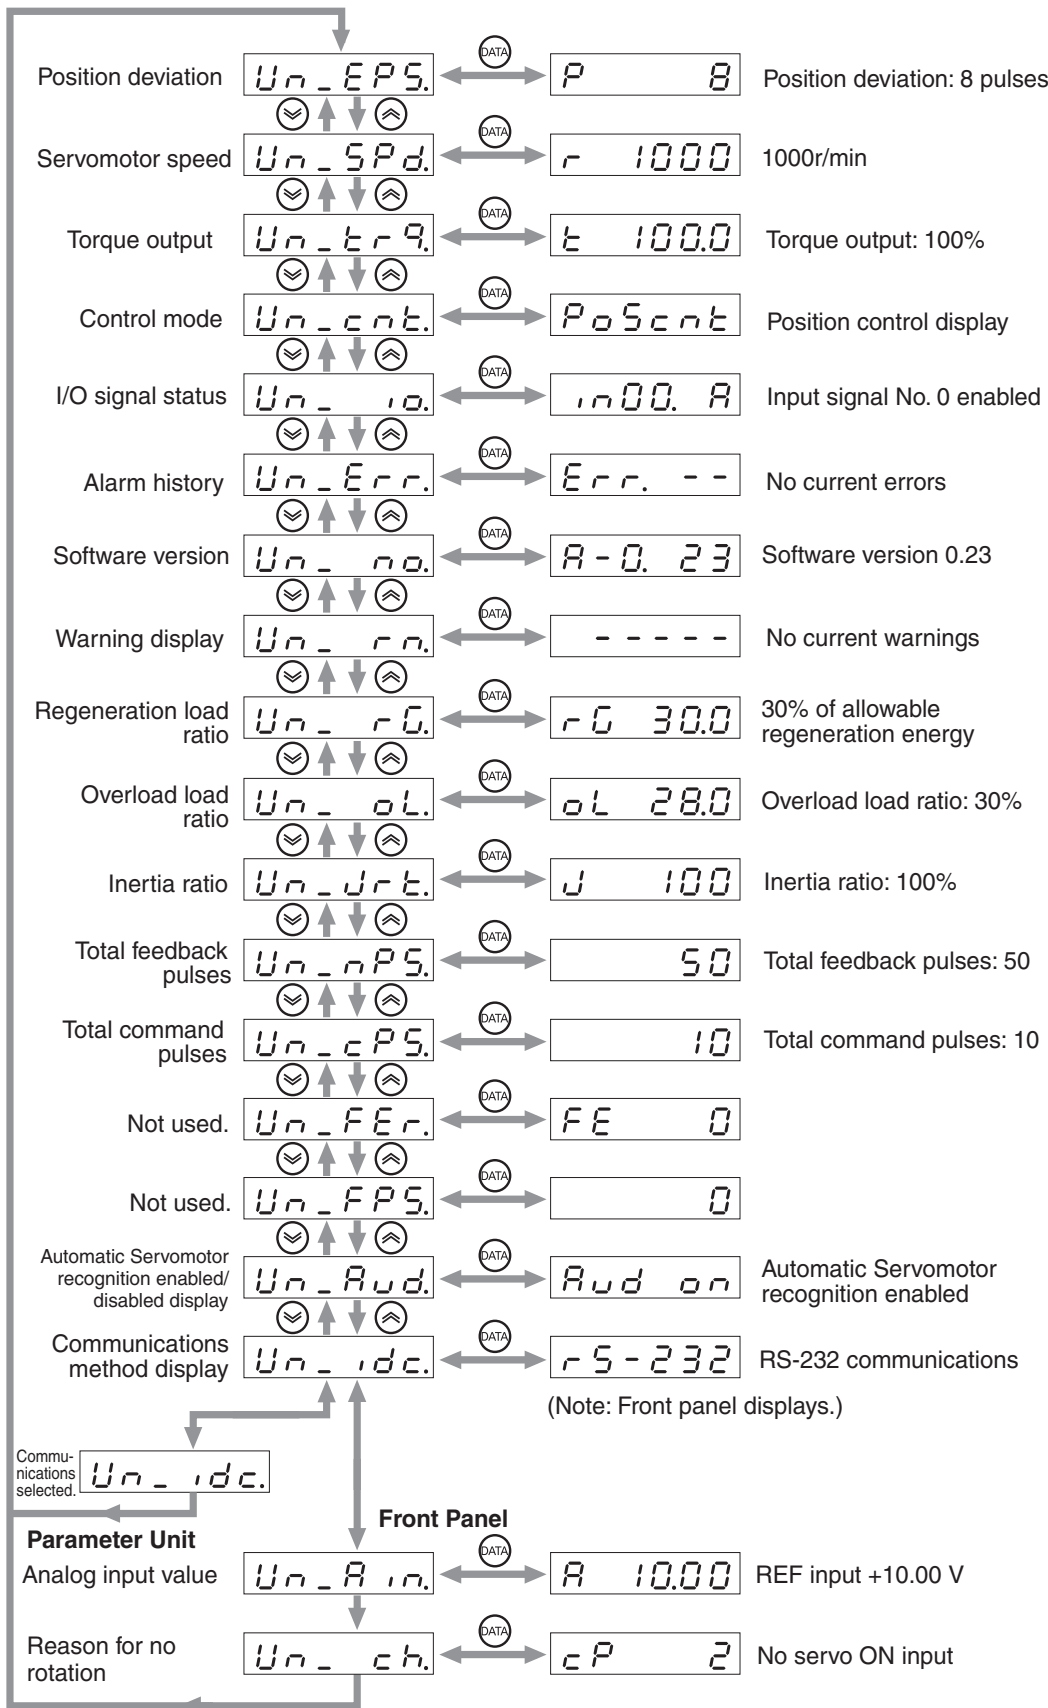 DATA
Position deviation Un_EPS. P 8 Position deviation: 8 pulses
DATA
Servomotor speed Un_SPd. r 1000 1000r/min
DATA
Torque output Un_trq. t 100.0 Torque output: 100%
DATA
Control mode Un_cnt. PoScnt Position control display
DATA
I/O signal status Un_ io. in00. A Input signal No. 0 enabled
DATA
Alarm history Un_Err. Err. -- No current errors
DATA
Software version Un_ no. A-0. 23 Software version 0.23
DATA
Warning display Un_ rn. ----- No current warnings
DATA
Regeneration load
ratio
Un_ rG. rG 30.0
30% of allowable
regeneration energy
DATA
Overload load
ratio
Un_ oL. oL 28.0 Overload load ratio: 30%
DATA
Inertia ratio Un_Jrt. J 100 Inertia ratio: 100%
DATA
Total feedback
pulses
Un_nPS. 50 Total feedback pulses: 50
DATA
Total command
pulses
Un_cPS. 10 Total command pulses: 10
DATA
Not used. Un_FEr. FE 0
DATA
Not used. Un_FPS. 0
DATA
Automatic Servomotor
recognition enabled/
disabled display
Un_Aud. Aud on
Automatic Servomotor
recognition enabled
DATA
Communications
method display
Un_ idc. rS-232 RS-232 communications
(Note: Front panel displays.)
Commu-
nications
selected.
Un_ idc.
Parameter Unit
Front Panel
DATA
Analog input value Un_A in. A 10.00 REF input +10.00 V
DATA
Reason for no
rotation
Un_ ch. cP 2 No servo ON input